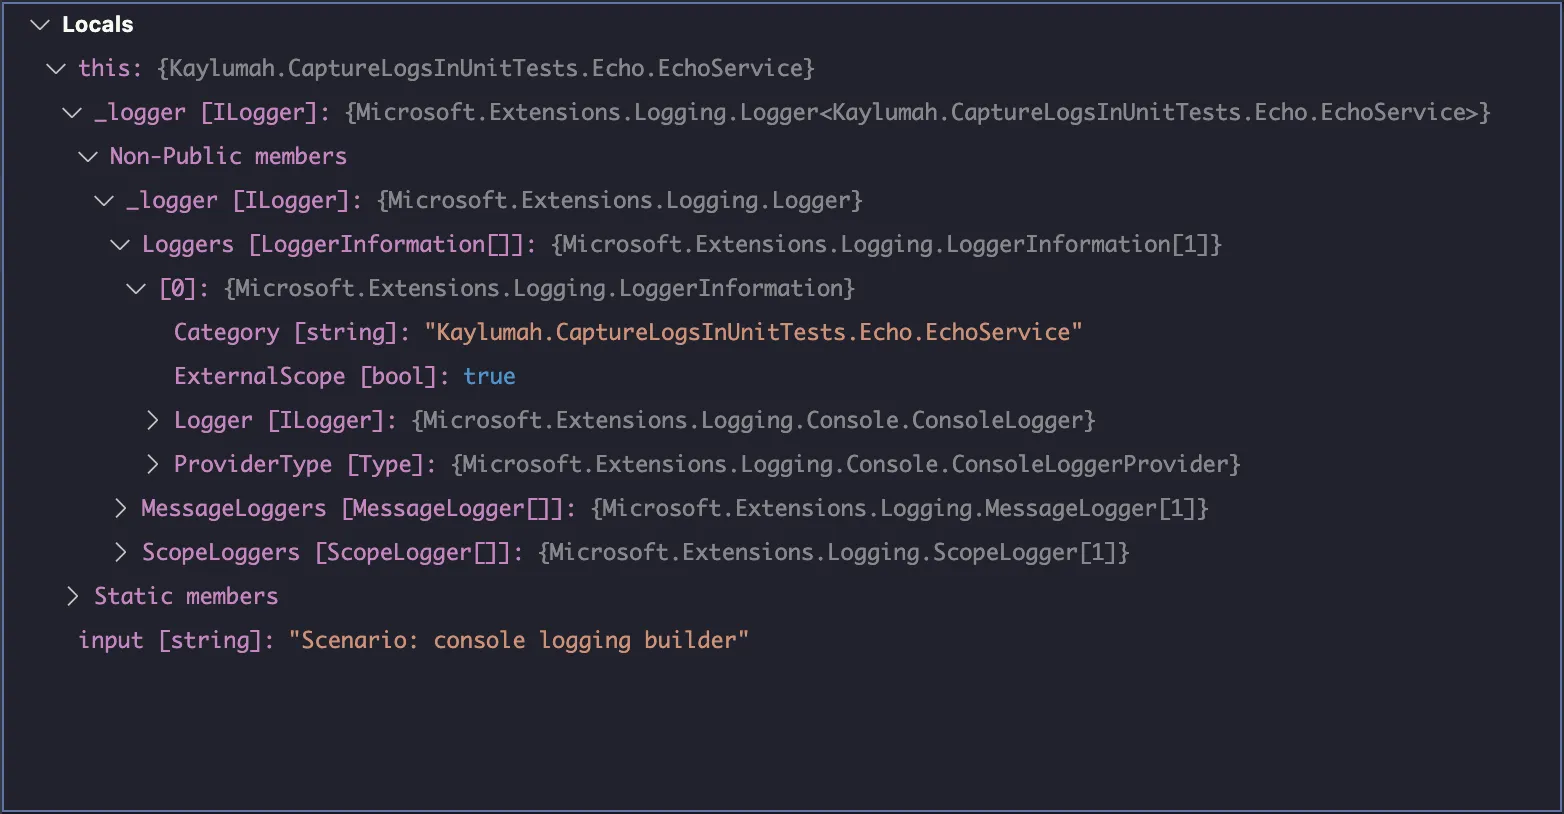 Locals
this: {Kaylumah.CaptureLogsInUnitTests.Echo.EchoService}
_logger [ILogger]: {Microsoft.Extensions.Logging.Logger<Kaylumah.CaptureLogsInUnitTests.Echo.EchoService>}
Non-Public members
_logger [ILogger]: {Microsoft.Extensions.Logging.Logger}
Loggers [LoggerInformation[]]: {Microsoft.Extensions.Logging.LoggerInformation[1]}
[0]: {Microsoft.Extensions.Logging.LoggerInformation}
Category [string]: "Kaylumah.CaptureLogsInUnitTests.Echo.EchoService"
ExternalScope [bool]: true
Logger [ILogger]: {Microsoft.Extensions.Logging.Console.ConsoleLogger}
ProviderType [Type]: {Microsoft.Extensions.Logging.Console.ConsoleLoggerProvider}
MessageLoggers [MessageLogger[]]: {Microsoft.Extensions.Logging.MessageLogger[1]}
ScopeLoggers [ScopeLogger[]]: {Microsoft.Extensions.Logging.ScopeLogger[1]}
Static members
input [string]: "Scenario: console logging builder"